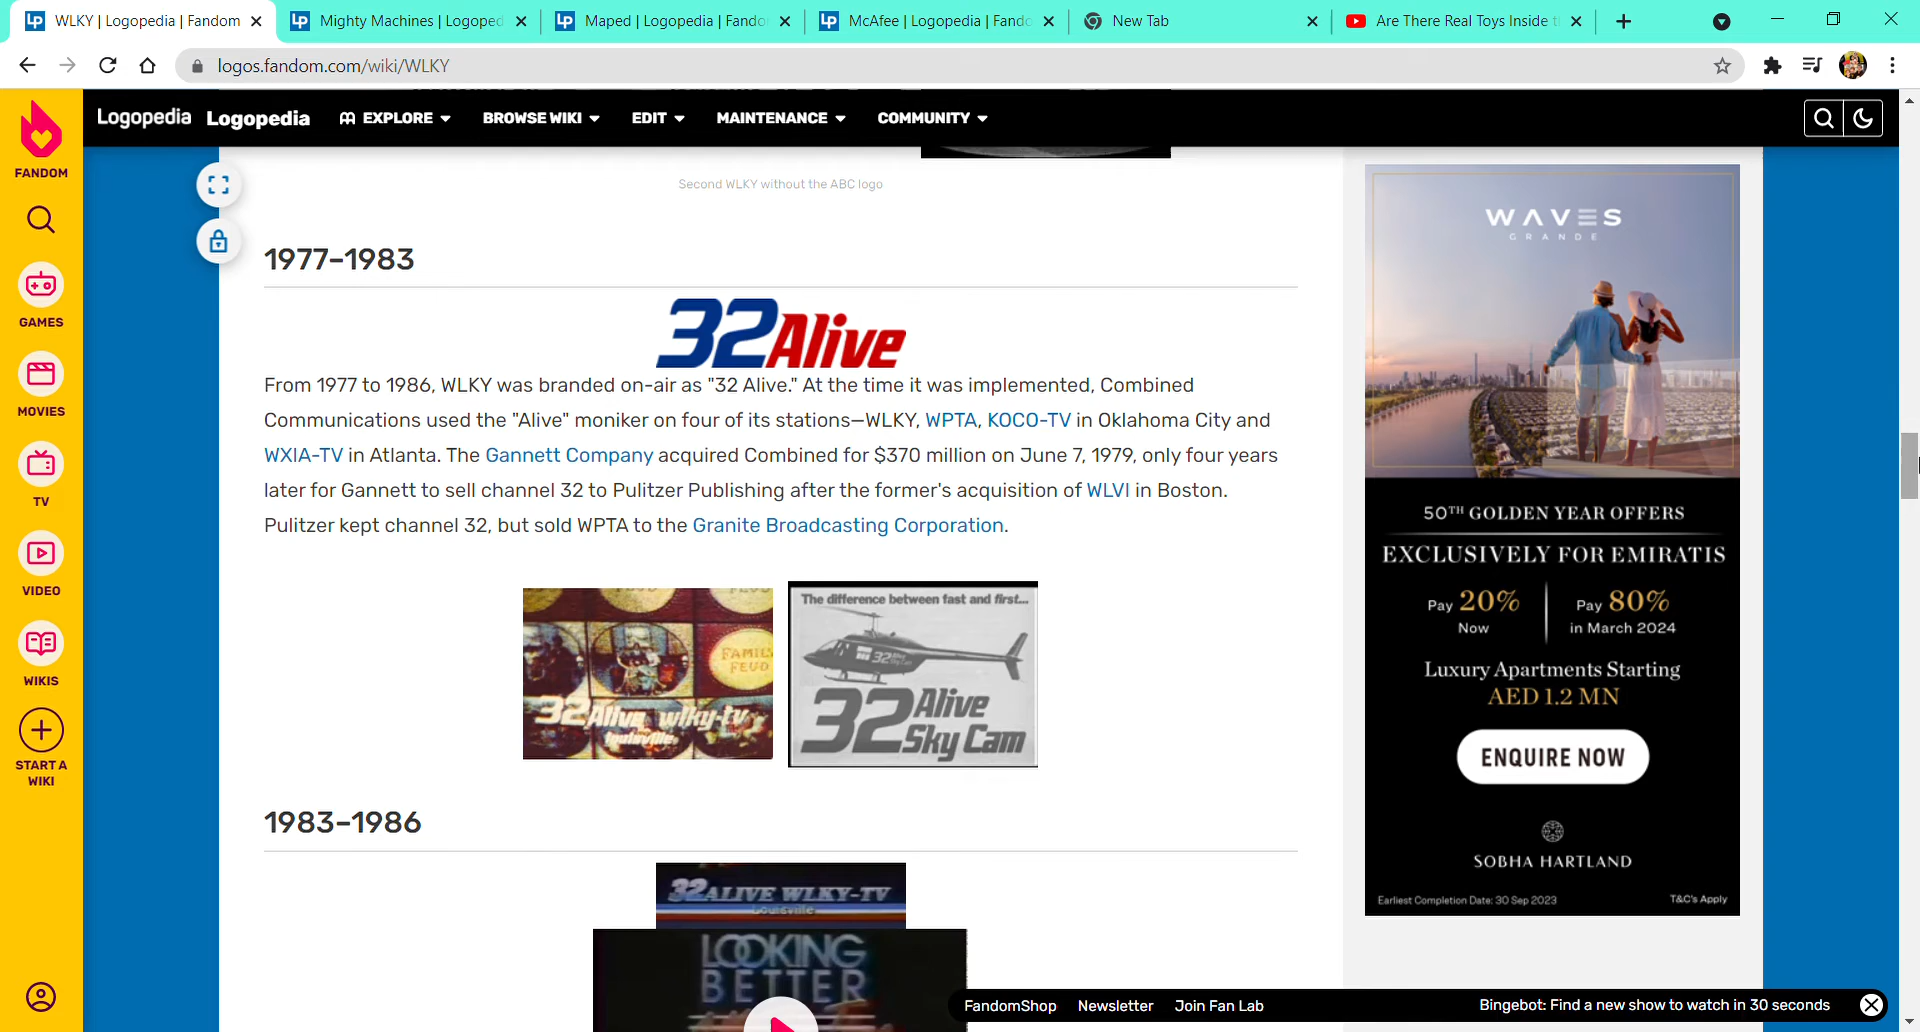 WLKY | Logopedia | Fandom
Mighty Machines | Logoped
Maped | Logopedia | Fando
McAfee | Logopedia | Fando
New Tab
Are There Real Toys Inside t
logos.fandom.com/wiki/WLKY
Logopedia Logopedia EXPLORE BROWSE WIKI EDIT MAINTENANCE COMMUNITY
FANDOM
GAMES
MOVIES
TV
VIDEO
WIKIS
START A
WIKI
Second WLKY without the ABC logo
1977–1983
32Alive
From 1977 to 1986, WLKY was branded on-air as "32 Alive." At the time it was implemented, Combined
Communications used the "Alive" moniker on four of its stations—WLKY, WPTA, KOCO-TV in Oklahoma City and
WXIA-TV in Atlanta. The Gannett Company acquired Combined for $370 million on June 7, 1979, only four years
later for Gannett to sell channel 32 to Pulitzer Publishing after the former's acquisition of WLVI in Boston.
Pulitzer kept channel 32, but sold WPTA to the Granite Broadcasting Corporation.
FAMILY
FEUD
32Alive wlky-tv
louisville
The difference between fast and first...
32Alive
Sky Cam
32 Alive
Sky Cam
1983–1986
32ALIVE WLKY-TV
Louisville
LOOKING
BETTER
WAVES
GRANDE
50TH GOLDEN YEAR OFFERS
EXCLUSIVELY FOR EMIRATIS
Pay 20%
Now
Pay 80%
in March 2024
Luxury Apartments Starting
AED 1.2 MN
ENQUIRE NOW
SOBHA HARTLAND
Earliest Completion Date: 30 Sep 2023
T&C's Apply
FandomShop Newsletter Join Fan Lab
Bingebot: Find a new show to watch in 30 seconds